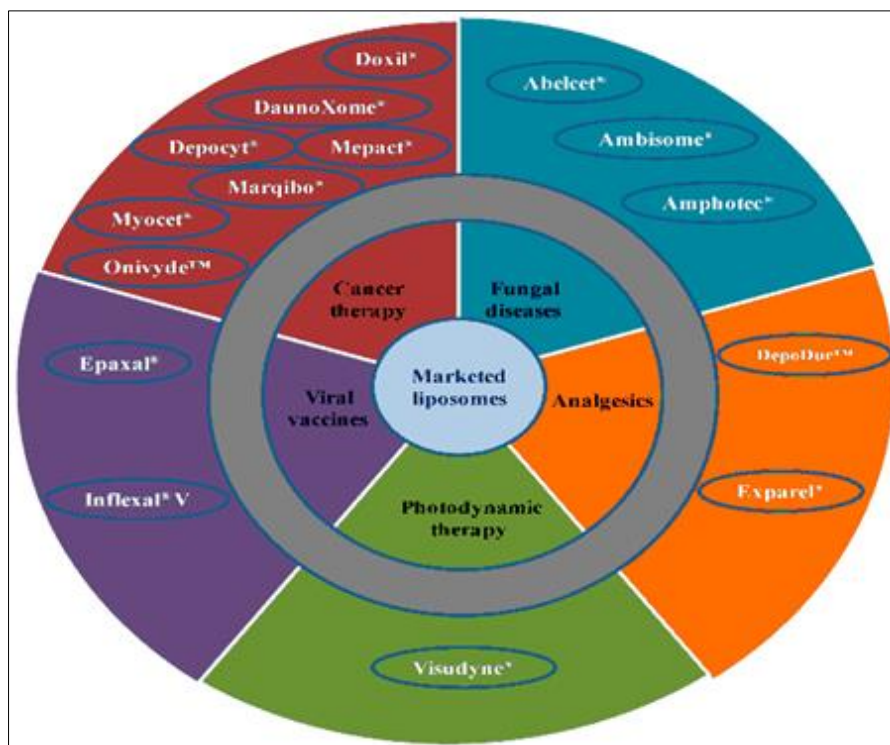 Doxil®
DaunoXome®
Depocyt®
Mepact®
Marqibo®
Myocet®
Onivyde™
Abelcet®
Ambisome®
Amphotec®
Cancer
therapy
Fungal
diseases
Epaxal®
Inflexal® V
Viral
vaccines
Marketed
liposomes
Analgesics
DepoDur™
Exparel®
Photodynamic
therapy
Visudyne®